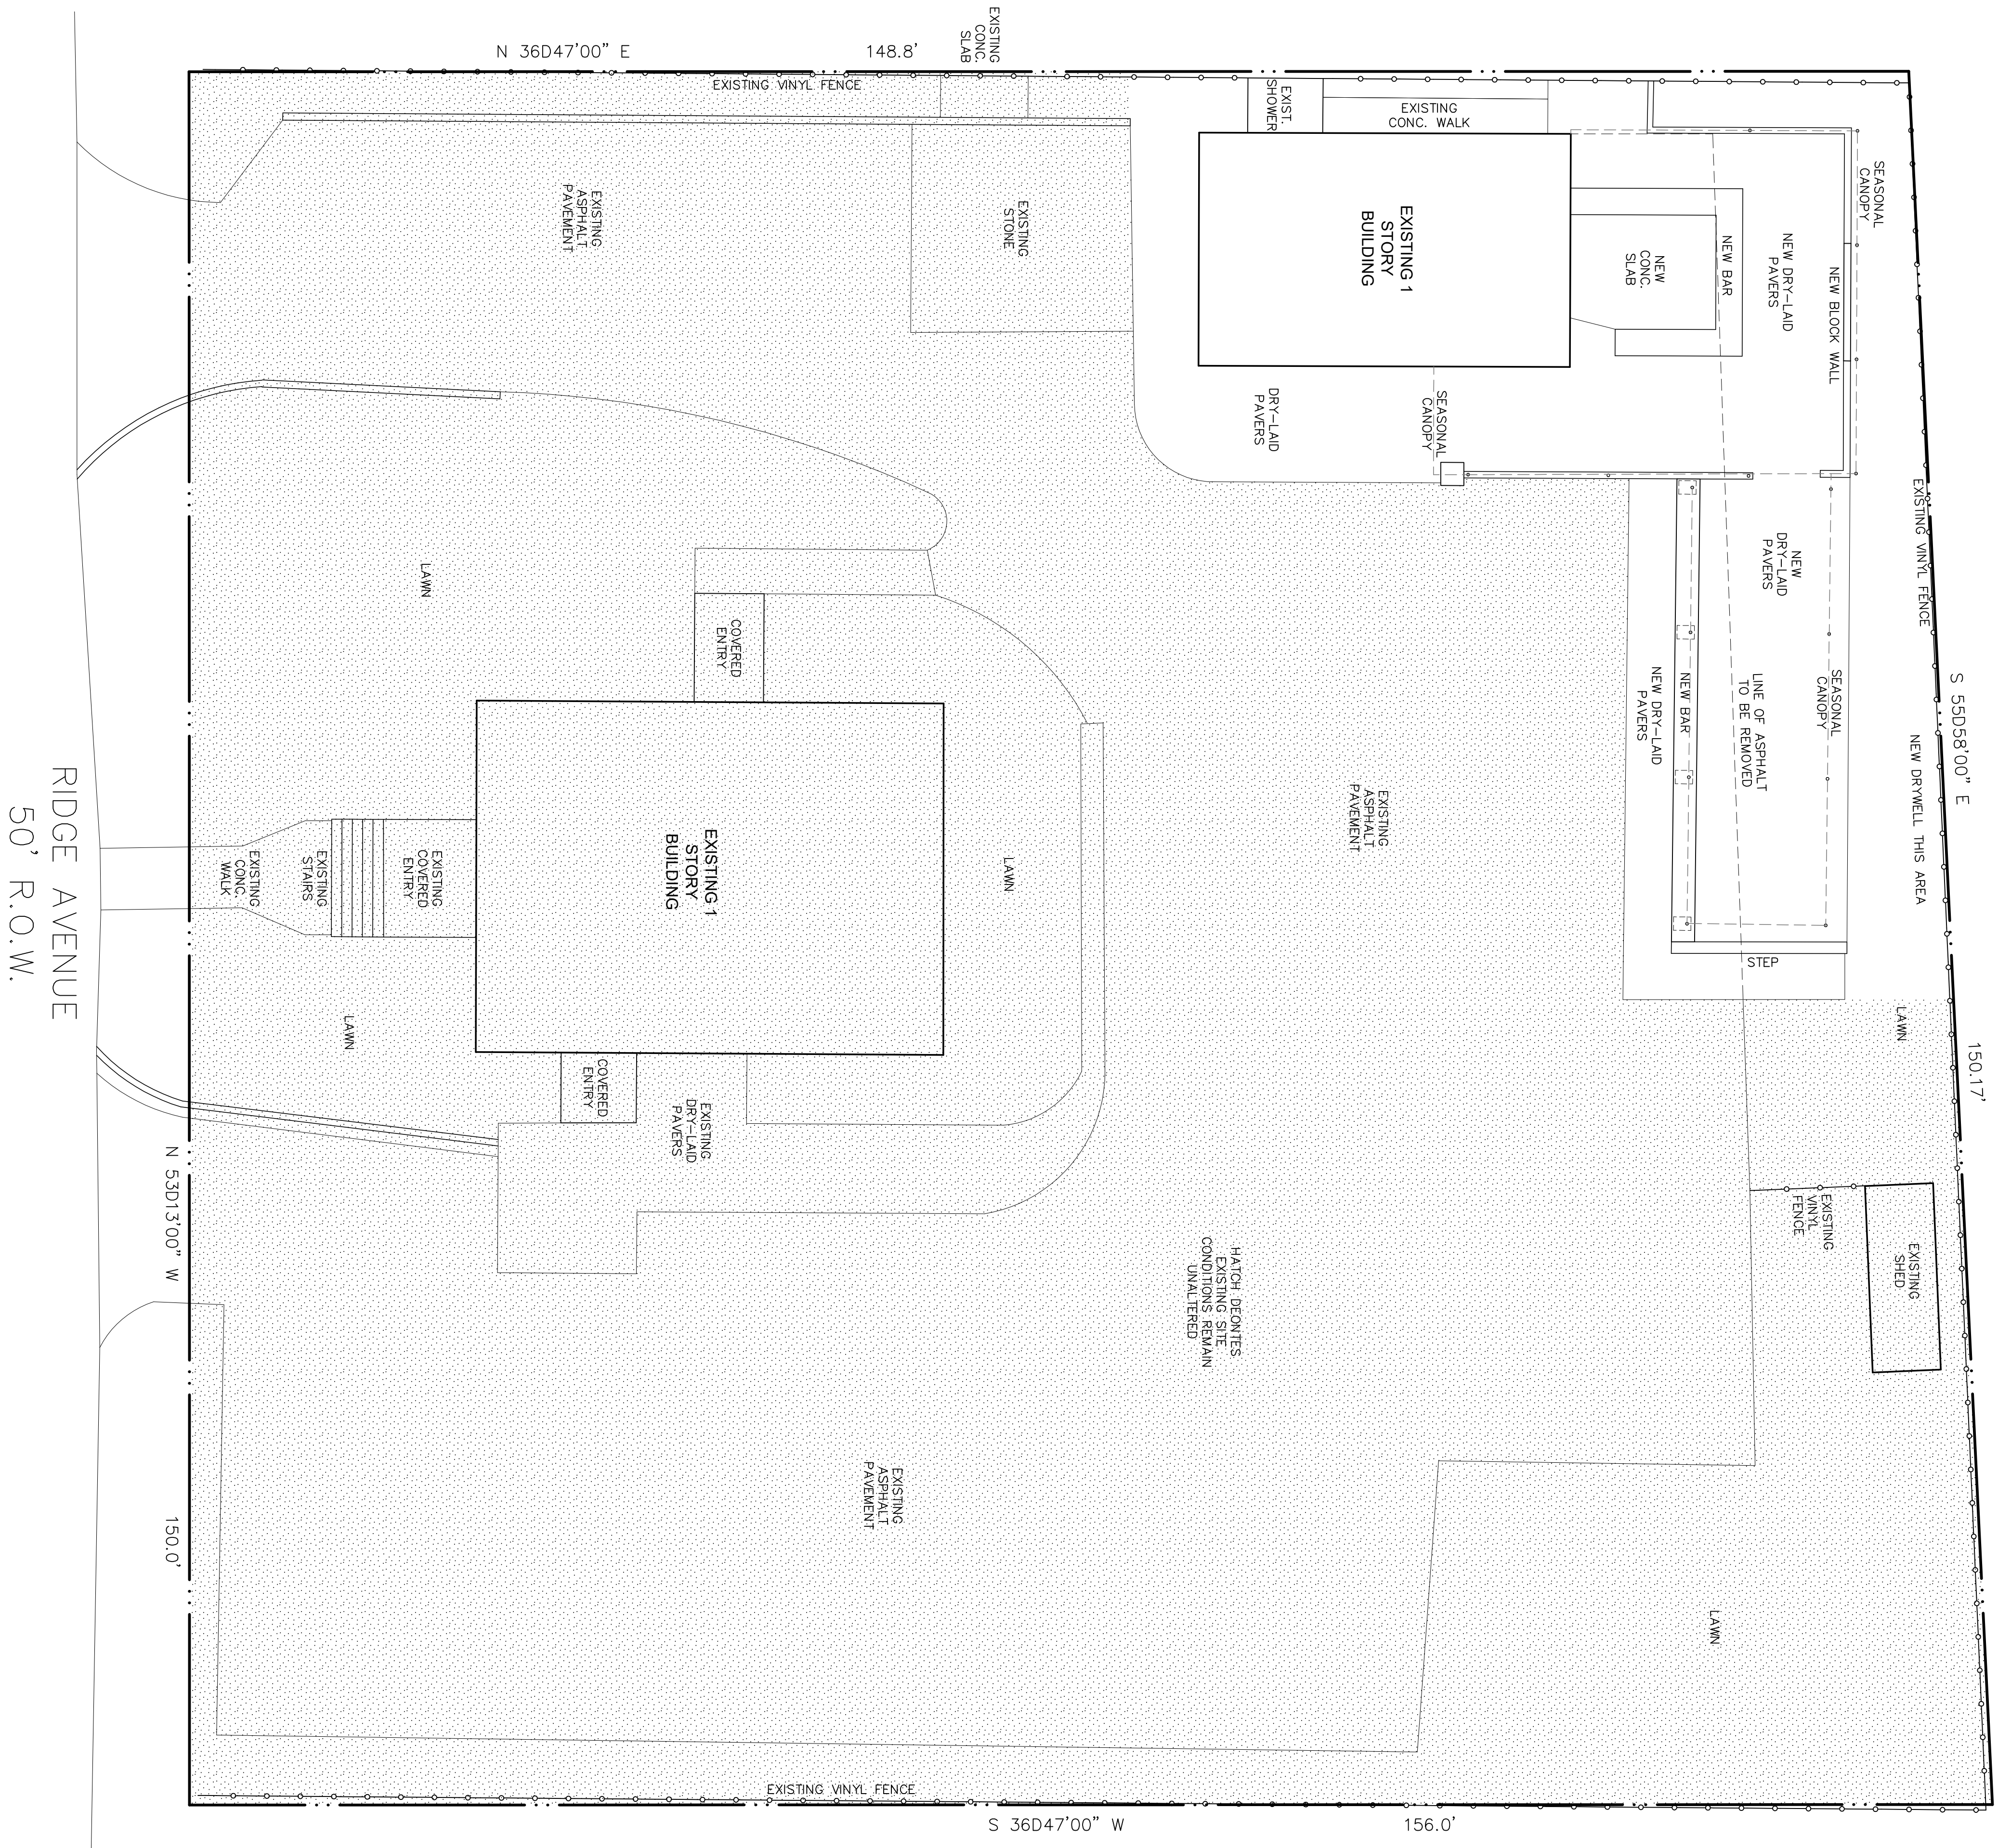 N 36D47'00" E
148.8'
EXISTING
CONC.
SLAB
EXISTING VINYL FENCE
EXIST.
SHOWER
EXISTING
CONC. WALK
SEASONAL
CANOPY
EXISTING
ASPHALT
PAVEMENT
EXISTING
STONE
EXISTING 1
STORY
BUILDING
NEW
CONC.
SLAB
NEW BAR
NEW DRY-LAID
PAVERS
NEW BLOCK WALL
DRY-LAID
PAVERS
SEASONAL
CANOPY
EXISTING VINYL FENCE
LAWN
NEW
DRY-LAID
PAVERS
COVERED
ENTRY
NEW DRY-LAID
PAVERS
NEW BAR
LINE OF ASPHALT
TO BE REMOVED
SEASONAL
CANOPY
S 55D58'00" E
NEW DRYWELL THIS AREA
RIDGE AVENUE
50' R.O.W.
EXISTING
CONC.
WALK
EXISTING
STAIRS
EXISTING
COVERED
ENTRY
EXISTING 1
STORY
BUILDING
LAWN
EXISTING
ASPHALT
PAVEMENT
STEP
LAWN
LAWN
150.17'
COVERED
ENTRY
EXISTING
DRY-LAID
PAVERS
N 53D13'00" W
150.0'
HATCH DEONTES
EXISTING SITE
CONDITIONS REMAIN
UNALTERED
EXISTING
VINYL
FENCE
EXISTING
SHED
EXISTING
ASPHALT
PAVEMENT
LAWN
EXISTING VINYL FENCE
S 36D47'00" W
156.0'